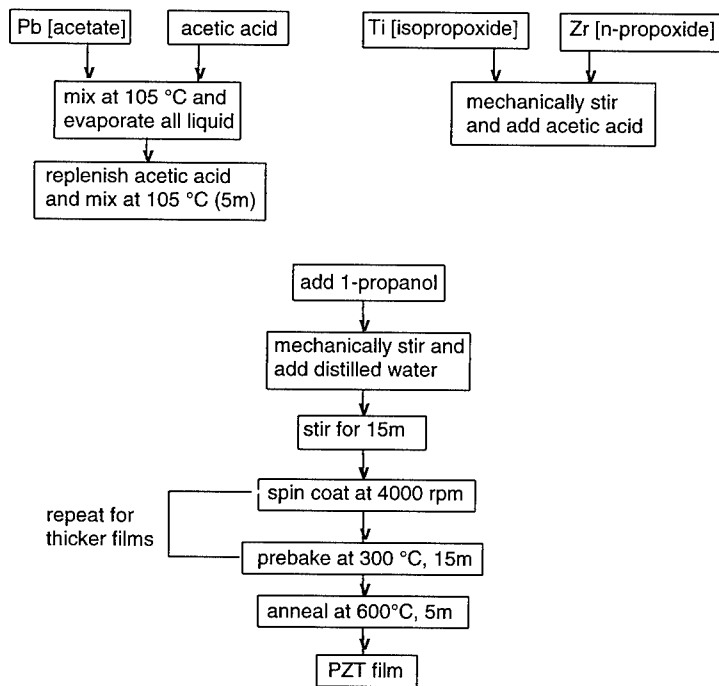 Pb [acetate]
acetic acid
Ti [isopropoxide]
Zr [n-propoxide]
mix at 105 °C and
evaporate all liquid
mechanically stir
and add acetic acid
replenish acetic acid
and mix at 105 °C (5m)
add 1-propanol
mechanically stir and
add distilled water
stir for 15m
spin coat at 4000 rpm
repeat for
thicker films
prebake at 300 °C, 15m
anneal at 600°C, 5m
PZT film